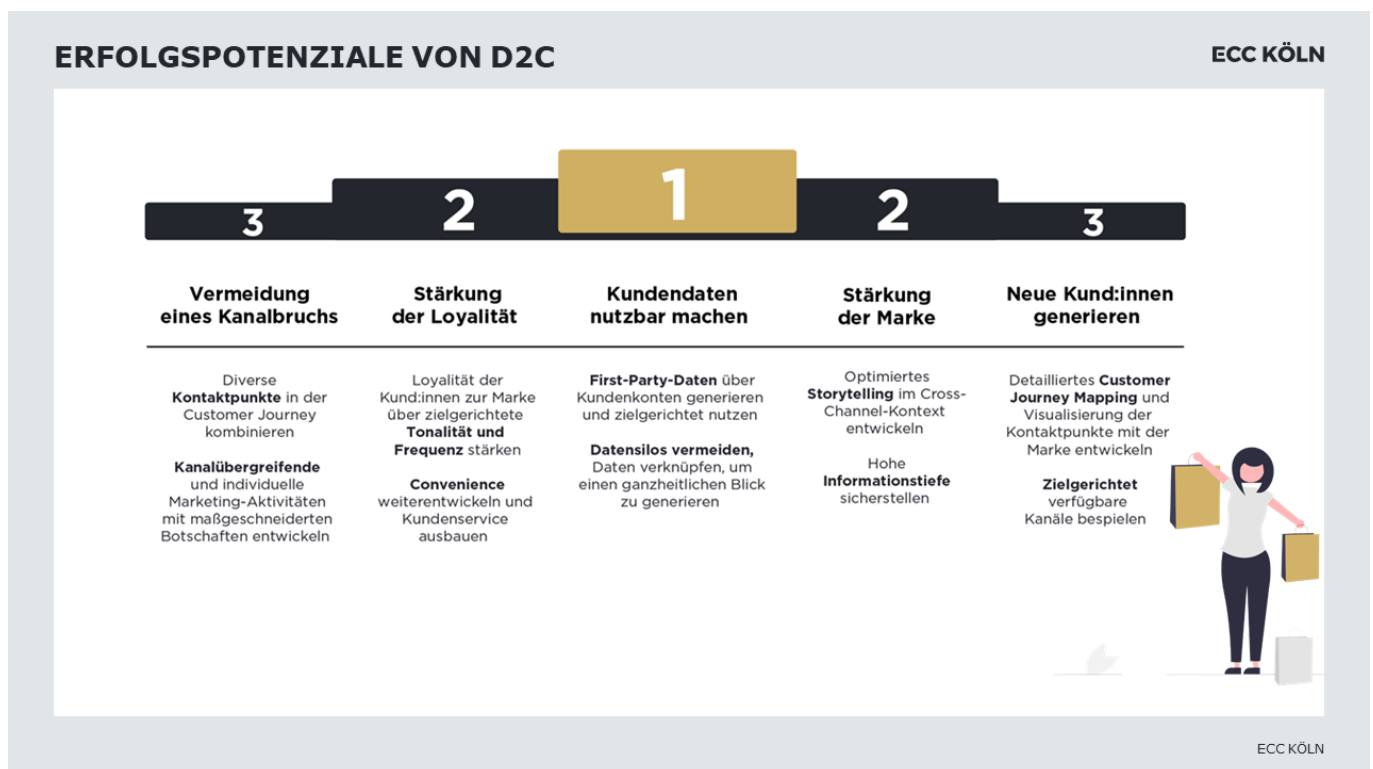 ERFOLGSPOTENZIALE VON D2C
ECC KÖLN
3
2
1
2
3
Vermeidung
eines Kanalbruchs
Diverse
Kontaktpunkte in der
Customer Journey
kombinieren
Kanalübergreifende
und individuelle
Marketing-Aktivitäten
mit maßgeschneiderten
Botschaften entwickeln
Stärkung
der Loyalität
Loyalität der
Kund:innen zur Marke
über zielgerichtete
Tonalität und
Frequenz stärken
Convenience
weiterentwickeln und
Kundenservice
ausbauen
Kundendaten
nutzbar machen
First-Party-Daten über
Kundenkonten generieren
und zielgerichtet nutzen
Datensilos vermeiden,
Daten verknüpfen, um
einen ganzheitlichen Blick
zu generieren
Stärkung
der Marke
Optimiertes
Storytelling im Cross-
Channel-Kontext
entwickeln
Hohe
Informationstiefe
sicherstellen
Neue Kund:innen
generieren
Detailliertes Customer
Journey Mapping und
Visualisierung der
Kontaktpunkte mit der
Marke entwickeln
Zielgerichtet
verfügbare
Kanäle bespielen
ECC KÖLN